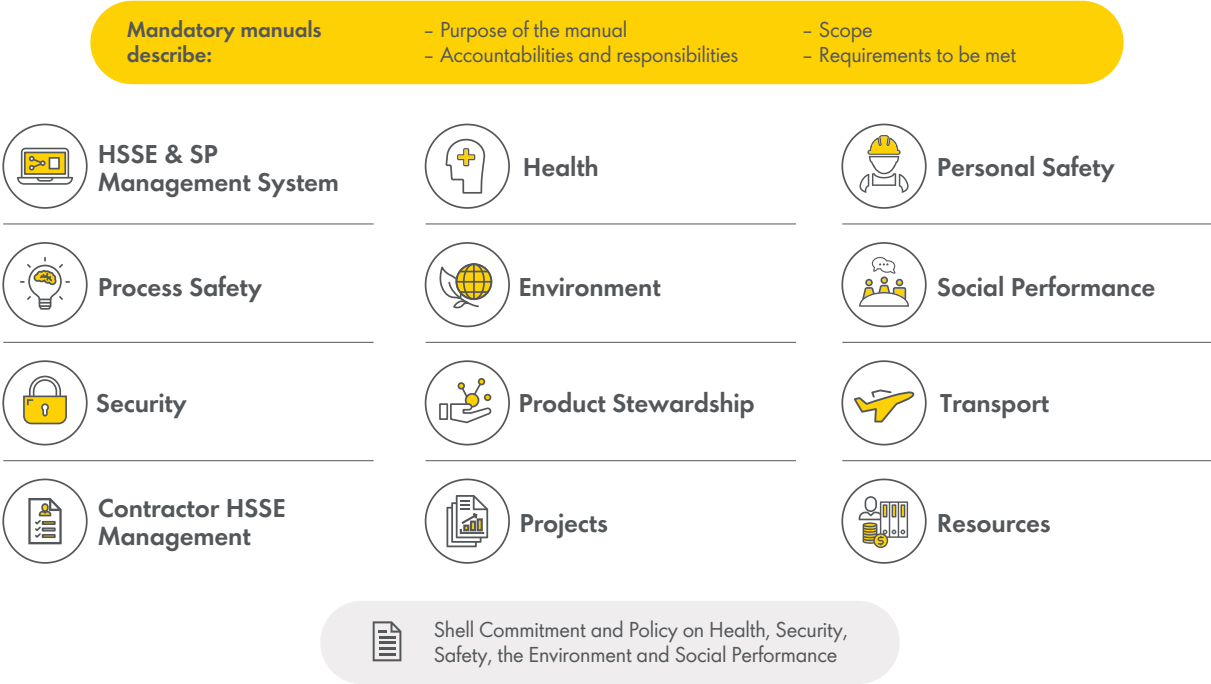 Mandatory manuals
describe:
– Purpose of the manual
– Accountabilities and responsibilities
– Scope
– Requirements to be met
HSSE & SP
Management System
Health
Personal Safety
Process Safety
Environment
Social Performance
Security
Product Stewardship
Transport
Contractor HSSE
Management
Projects
Resources
$
Shell Commitment and Policy on Health, Security,
Safety, the Environment and Social Performance